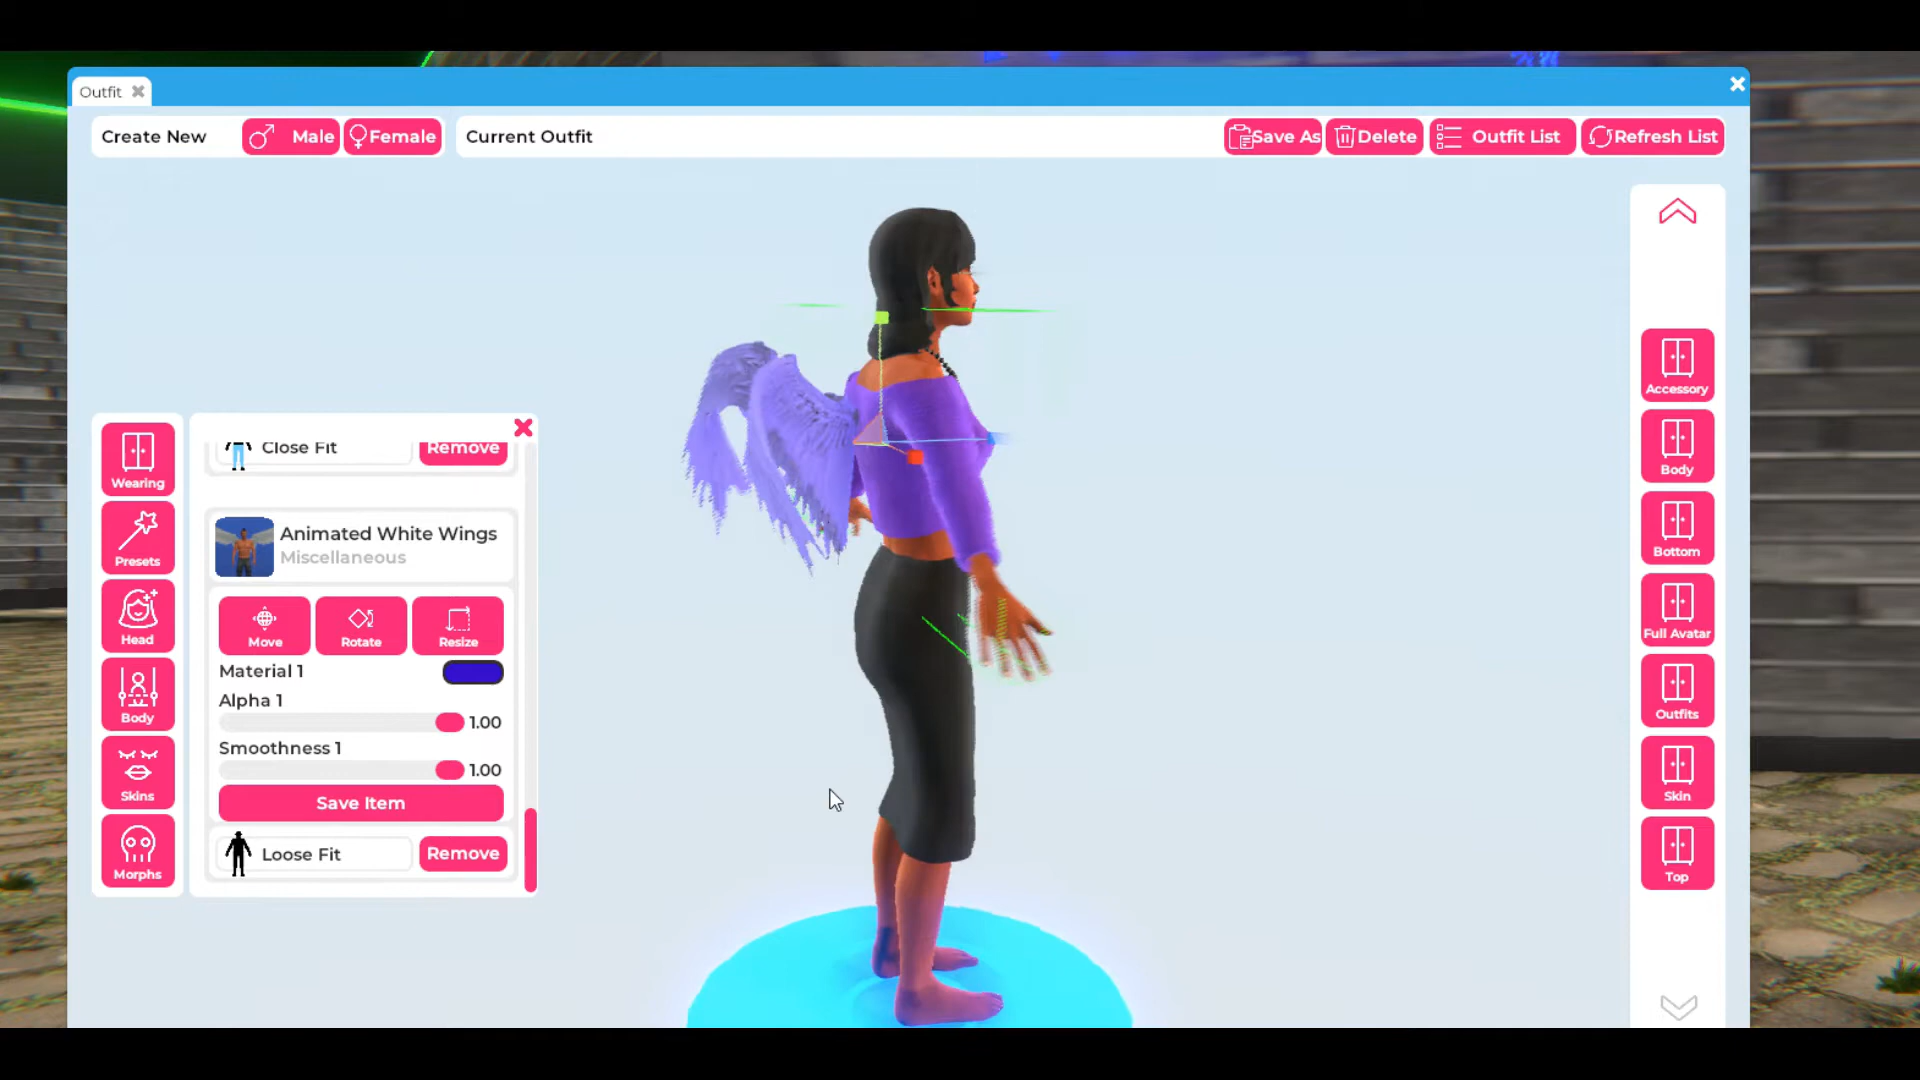 Outfit
Create New
Male
Female
Current Outfit
Save As
Delete
Outfit List
Refresh List
Close Fit
Remove
Wearing
Presets
Head
Body
Skins
Morphs
Animated White Wings
Miscellaneous
Move
Rotate
Resize
Material 1
Alpha 1
1.00
Smoothness 1
1.00
Save Item
Loose Fit
Remove
Accessory
Body
Bottom
Full Avatar
Outfits
Skin
Top